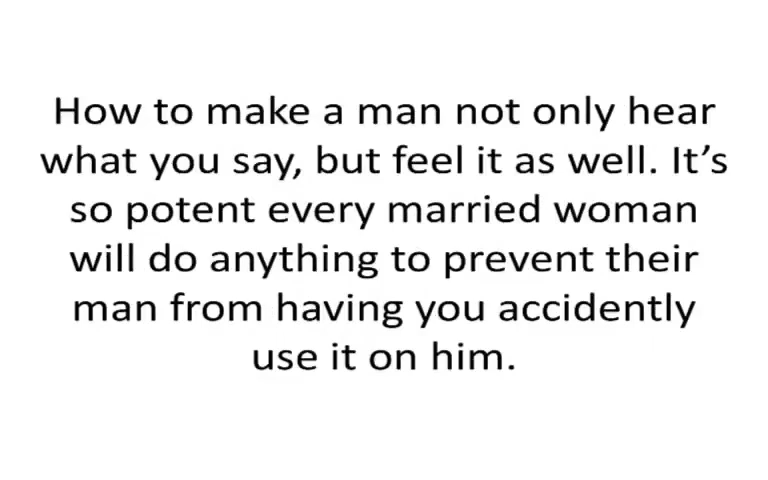 How to make a man not only hear
what you say, but feel it as well. It’s
so potent every married woman
will do anything to prevent their
man from having you accidently
use it on him.